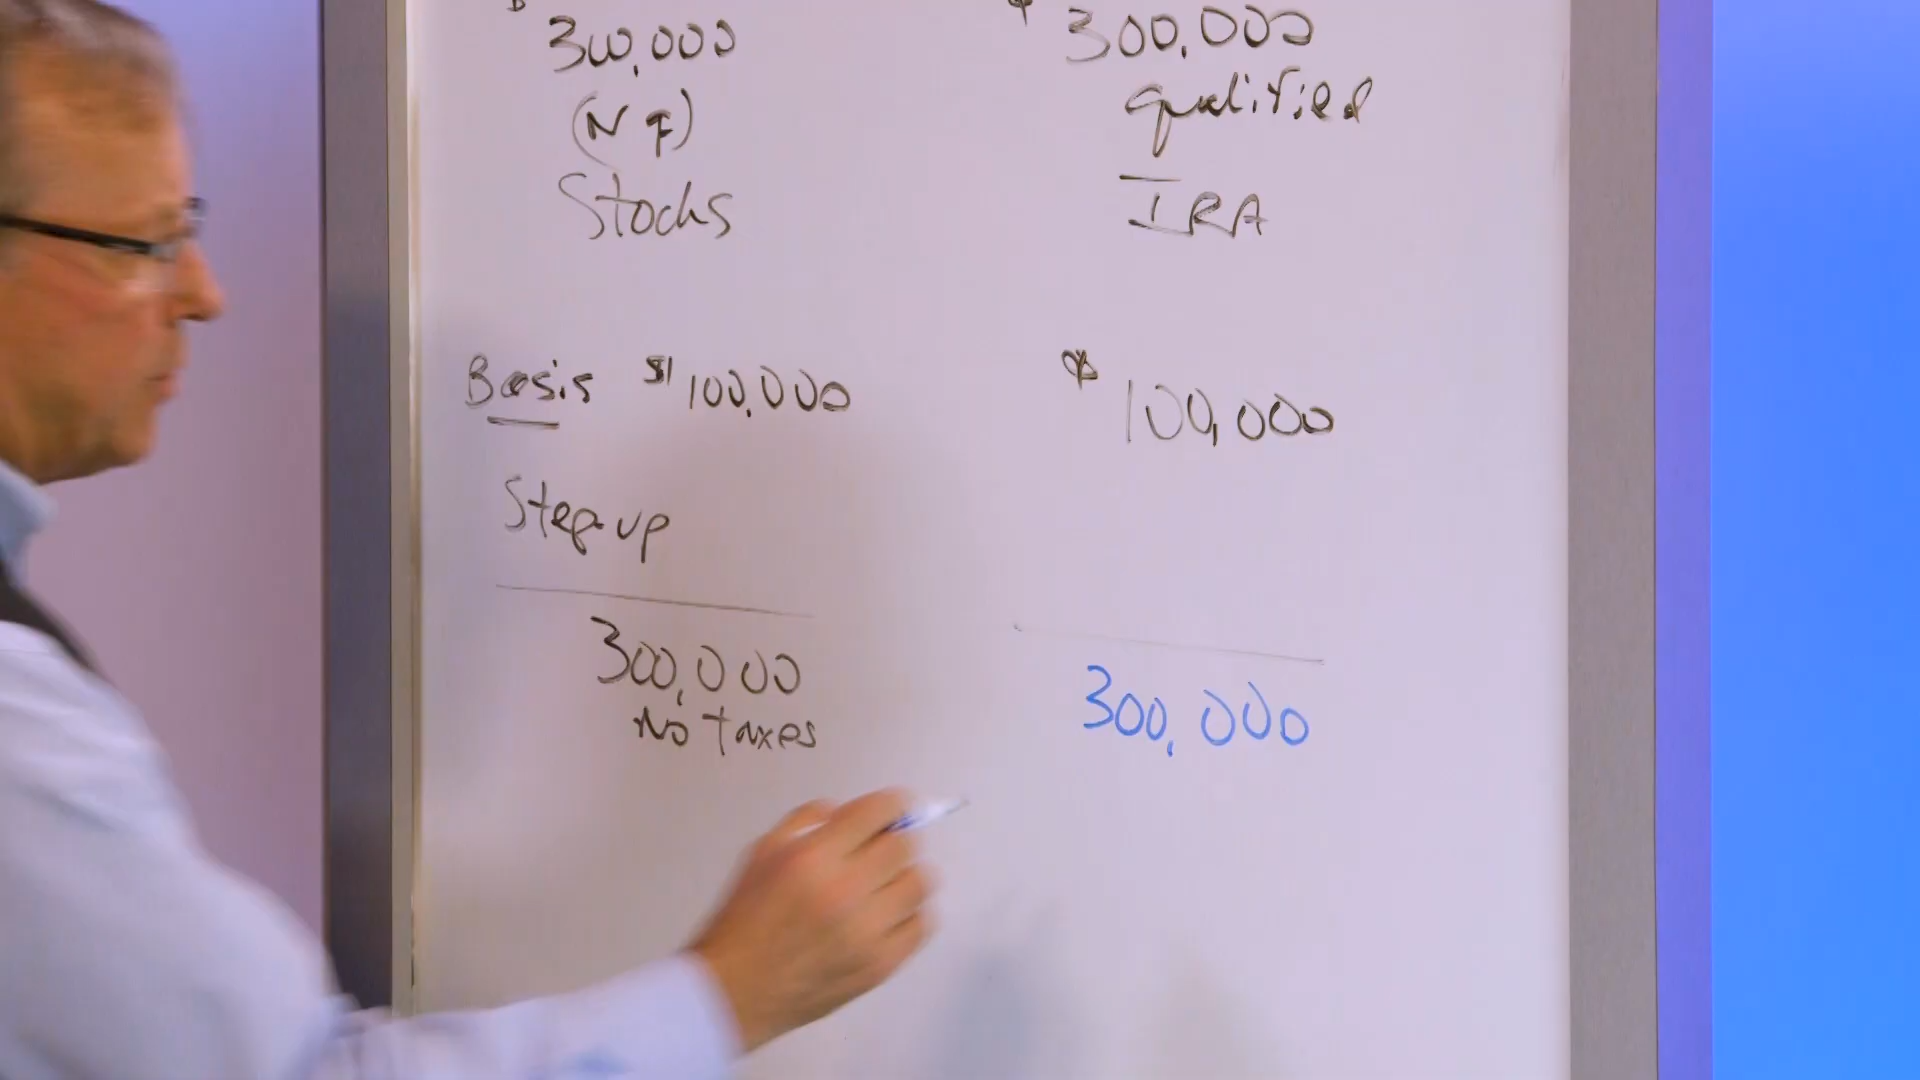 300,000
(Nq)
Stocks
Basis $100,000
Step-up
300,000
No taxes
$300,000
qualified
IRA
$100,000
300,000